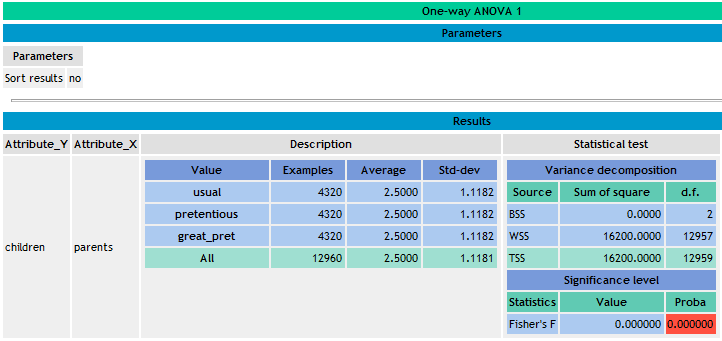 One-way ANOVA 1
Parameters
Parameters
Sort results no
Results
Attribute_Y Attribute_X Description Statistical test
Value Examples Average Std-dev
usual 4320 2.5000 1.1182
pretentious 4320 2.5000 1.1182
great_pret 4320 2.5000 1.1182
All 12960 2.5000 1.1181
children parents
Variance decomposition
Source Sum of square d.f.
BSS 0.0000 2
WSS 16200.0000 12957
TSS 16200.0000 12959
Significance level
Statistics Value Proba
Fisher's F 0.000000 0.000000